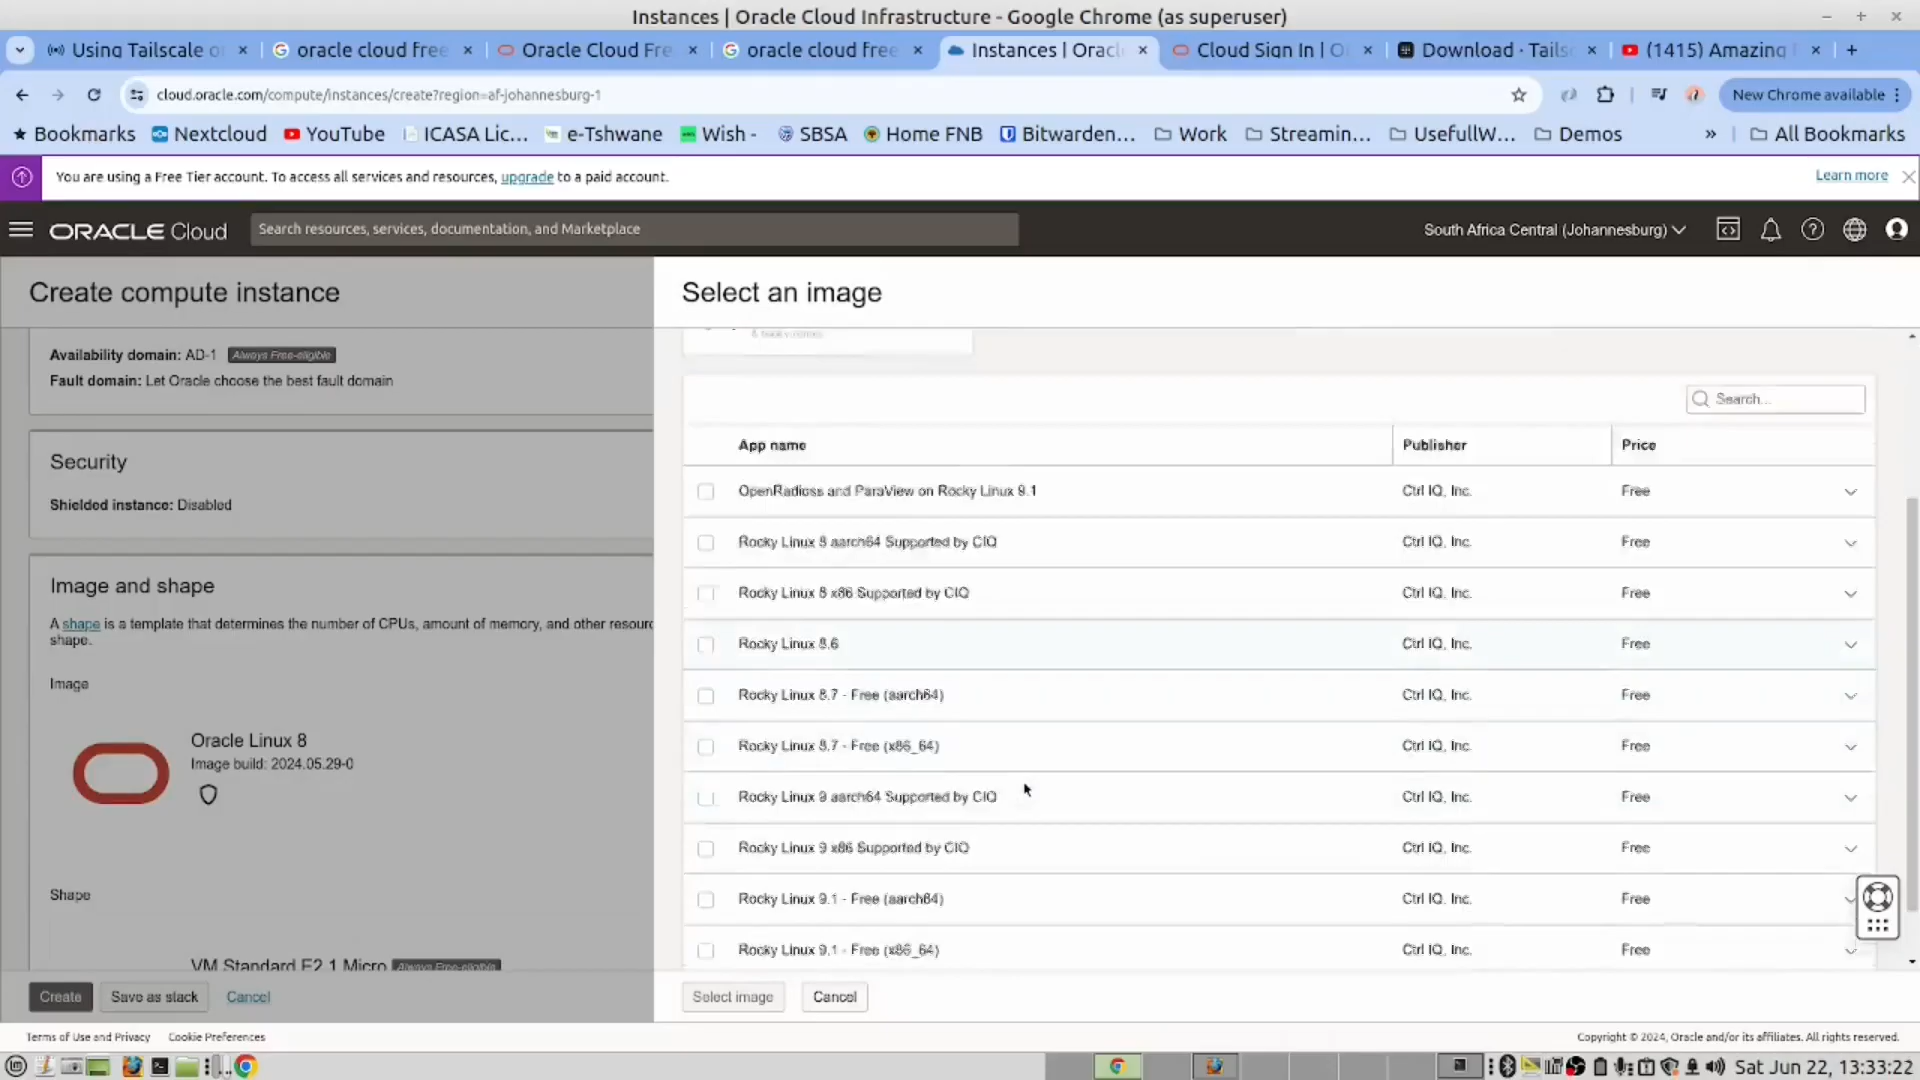 Instances | Oracle Cloud Infrastructure - Google Chrome (as superuser)
Using Tailscale o
oracle cloud free
Oracle Cloud Fre
oracle cloud free
Instances | Oracl
Cloud Sign In | O
Download · Tails
(1415) Amazing
cloud.oracle.com/compute/instances/create?region=af-johannesburg-1
New Chrome available
Bookmarks
Nextcloud
YouTube
ICASA Lic...
e-Tshwane
Wish -
SBSA
Home FNB
Bitwarden...
Work
Streamin...
UsefullW...
Demos
»
All Bookmarks
You are using a Free Tier account. To access all services and resources, upgrade to a paid account.
Learn more
ORACLE Cloud
Search resources, services, documentation, and Marketplace
South Africa Central (Johannesburg)
Create compute instance
Availability domain: AD-1 Always Free-eligible
Fault domain: Let Oracle choose the best fault domain
Security
Shielded instance: Disabled
Image and shape
A shape is a template that determines the number of CPUs, amount of memory, and other resourc
shape.
Image
Oracle Linux 8
Image build: 2024.05.29-0
Shape
VM.Standard.E2.1.Micro Always Free-eligible
Create
Save as stack
Cancel
Select an image
Search...
App name Publisher Price
OpenRadioss and ParaView on Rocky Linux 9.1 Ctrl IQ, Inc. Free
Rocky Linux 8 aarch64 Supported by CIQ Ctrl IQ, Inc. Free
Rocky Linux 8 x86 Supported by CIQ Ctrl IQ, Inc. Free
Rocky Linux 8.6 Ctrl IQ, Inc. Free
Rocky Linux 8.7 - Free (aarch64) Ctrl IQ, Inc. Free
Rocky Linux 8.7 - Free (x86_64) Ctrl IQ, Inc. Free
Rocky Linux 9 aarch64 Supported by CIQ Ctrl IQ, Inc. Free
Rocky Linux 9 x86 Supported by CIQ Ctrl IQ, Inc. Free
Rocky Linux 9.1 - Free (aarch64) Ctrl IQ, Inc. Free
Rocky Linux 9.1 - Free (x86_64) Ctrl IQ, Inc. Free
Select image
Cancel
Terms of Use and Privacy
Cookie Preferences
Copyright © 2024, Oracle and/or its affiliates. All rights reserved.
Sat Jun 22, 13:33:22